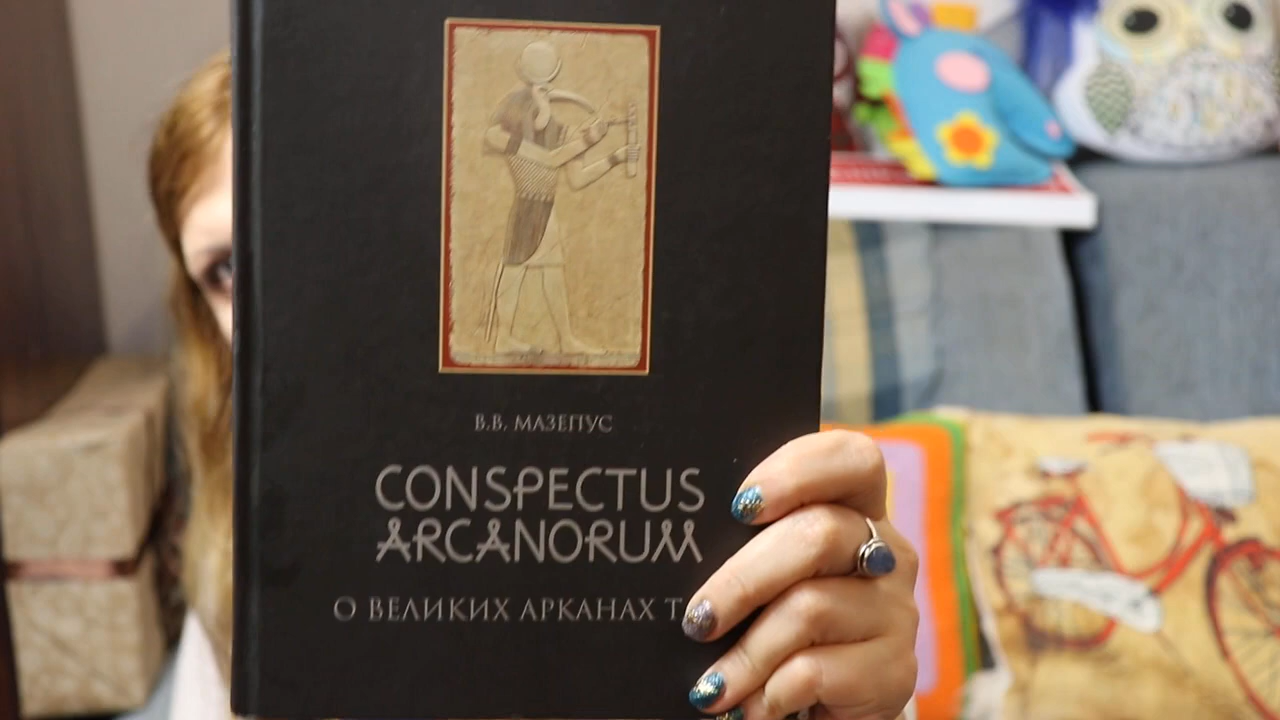 В.В. МАЗЕПУС
CONSPECTUS
ARCANORUM
О ВЕЛИКИХ АРКАНАХ Т